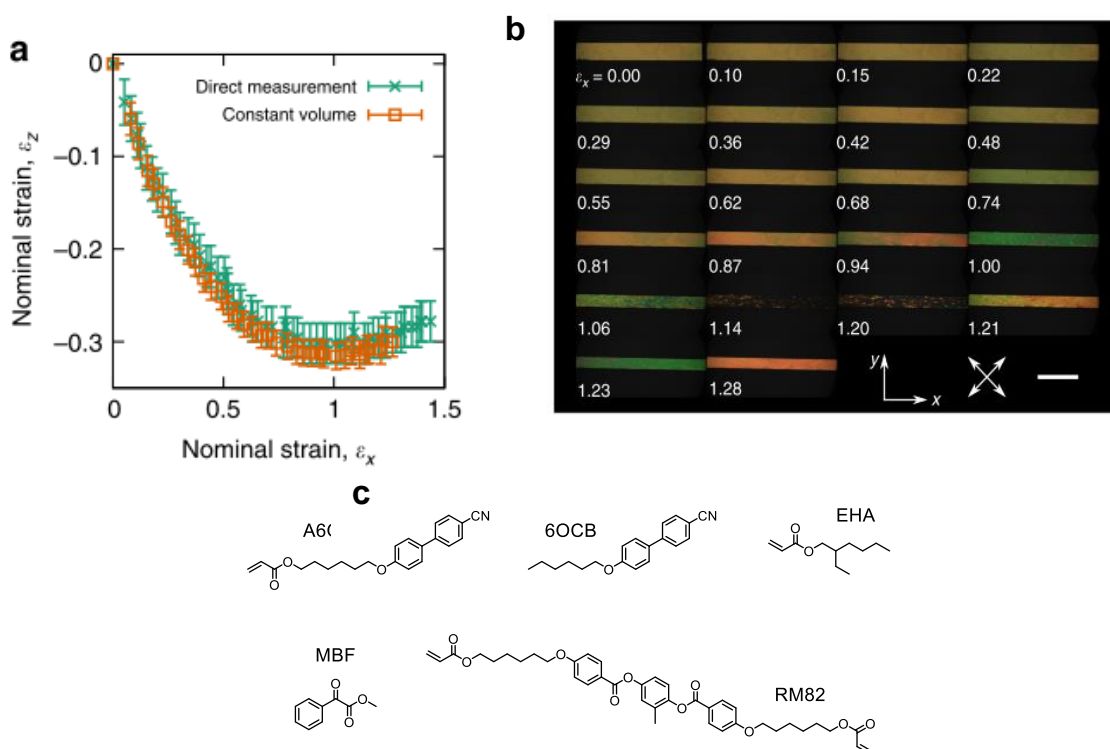 a
b
0
−0.1
−0.2
−0.3
Nominal strain, εz
Direct measurement
Constant volume
0
0.5
1
1.5
Nominal strain, εx
εx = 0.00
0.10
0.15
0.22
0.29
0.36
0.42
0.48
0.55
0.62
0.68
0.74
0.81
0.87
0.94
1.00
1.06
1.14
1.20
1.21
1.23
1.28
y
x
c
A6(
O
O
O
CN
6OCB
O
CN
EHA
O
O
MBF
O
O
O
RM82
O
O
O
O
O
O
O
O
O
O